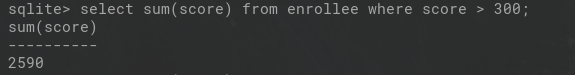 sqlite> select sum(score) from enrollee where score > 300;
sum(score)
----------
2590